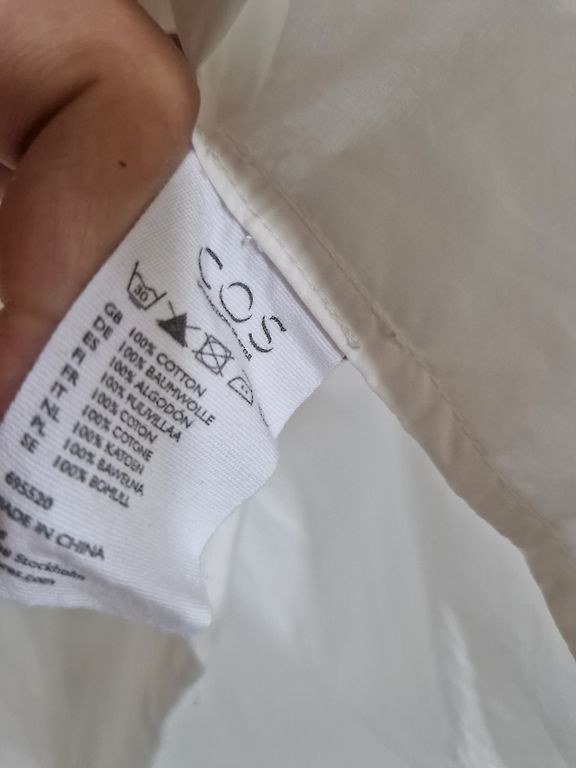 COS
30
GB 100% COTTON
DE 100% BAUMWOLLE
ES 100% ALGODÓN
FI 100% PUUVILLAA
FR 100% COTON
IT 100% COTONE
NL 100% KATOEN
PL 100% BAWEŁNA
SE 100% BOMULL
695520
MADE IN CHINA
Stockholm